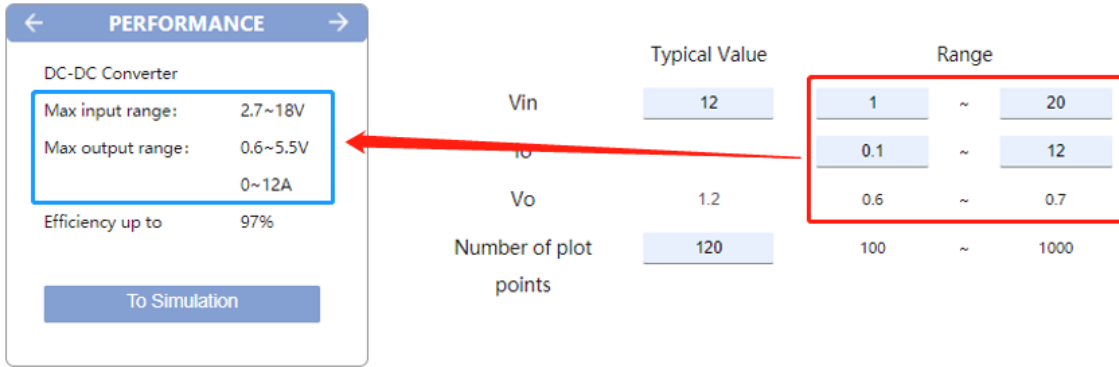 ← PERFORMANCE →
DC-DC Converter
Max input range: 2.7~18V
Max output range: 0.6~5.5V
0~12A
Efficiency up to 97%
To Simulation
Typical Value Range
Vin 12 1 ~ 20
0.1 ~ 12
Vo 1.2 0.6 ~ 0.7
Number of plot 120 100 ~ 1000
points